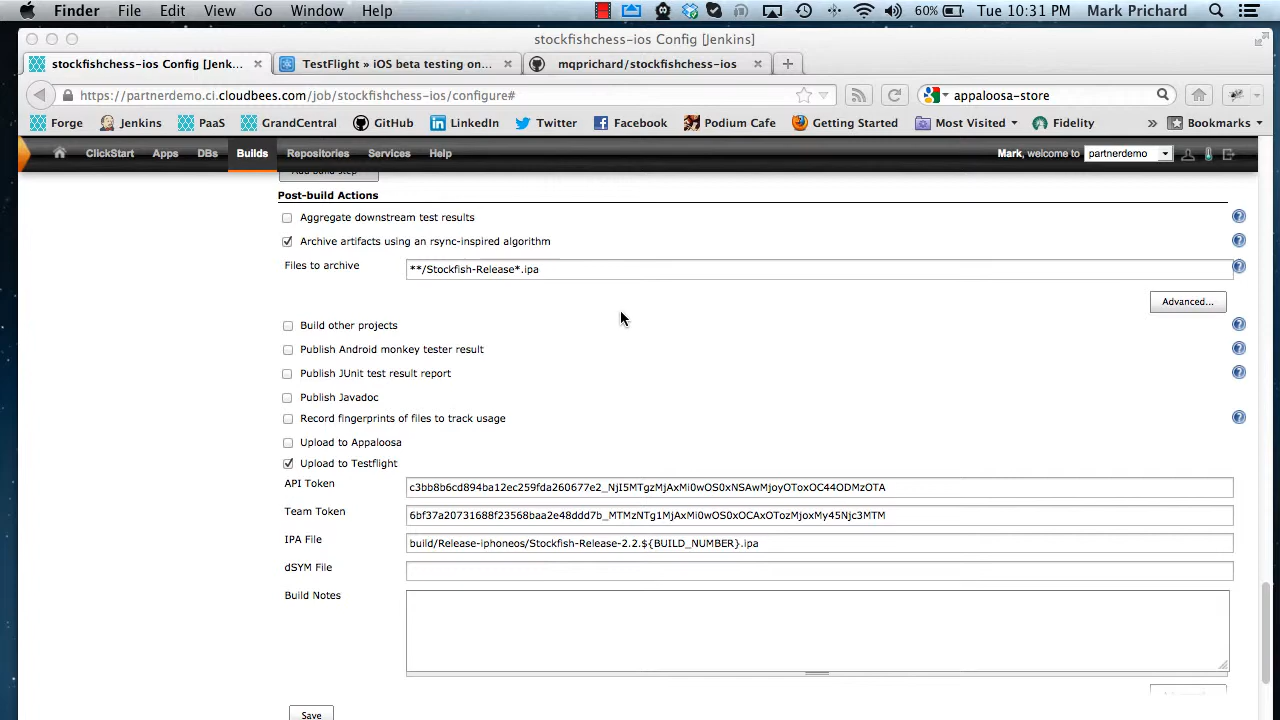 Finder File Edit View Go Window Help 60% Tue 10:31 PM Mark Prichard
stockfishchess-ios Config [Jenkins]
stockfishchess-ios Config [Jenk... TestFlight » iOS beta testing on... mqprichard/stockfishchess-ios
https://partnerdemo.ci.cloudbees.com/job/stockfishchess-ios/configure# appaloosa-store
Forge Jenkins PaaS GrandCentral GitHub LinkedIn Twitter Facebook Podium Cafe Getting Started Most Visited Fidelity » Bookmarks
ClickStart Apps DBs Builds Repositories Services Help Mark, welcome to partnerdemo
Add build step
Post-build Actions
Aggregate downstream test results
Archive artifacts using an rsync-inspired algorithm
Files to archive **/Stockfish-Release*.ipa
Advanced...
Build other projects
Publish Android monkey tester result
Publish JUnit test result report
Publish Javadoc
Record fingerprints of files to track usage
Upload to Appaloosa
Upload to Testflight
API Token c3bb8b6cd894ba12ec259fda260677e2_NjI5MTgzMjAxMi0wOS0xNSAwMjoyOToxOC44ODMzOTA
Team Token 6bf37a20731688f23568baa2e48ddd7b_MTMzNTg1MjAxMi0wOS0xOCAxOTozMjoxMy45Njc3MTM
IPA File build/Release-iphoneos/Stockfish-Release-2.2.${BUILD_NUMBER}.ipa
dSYM File
Build Notes
Save